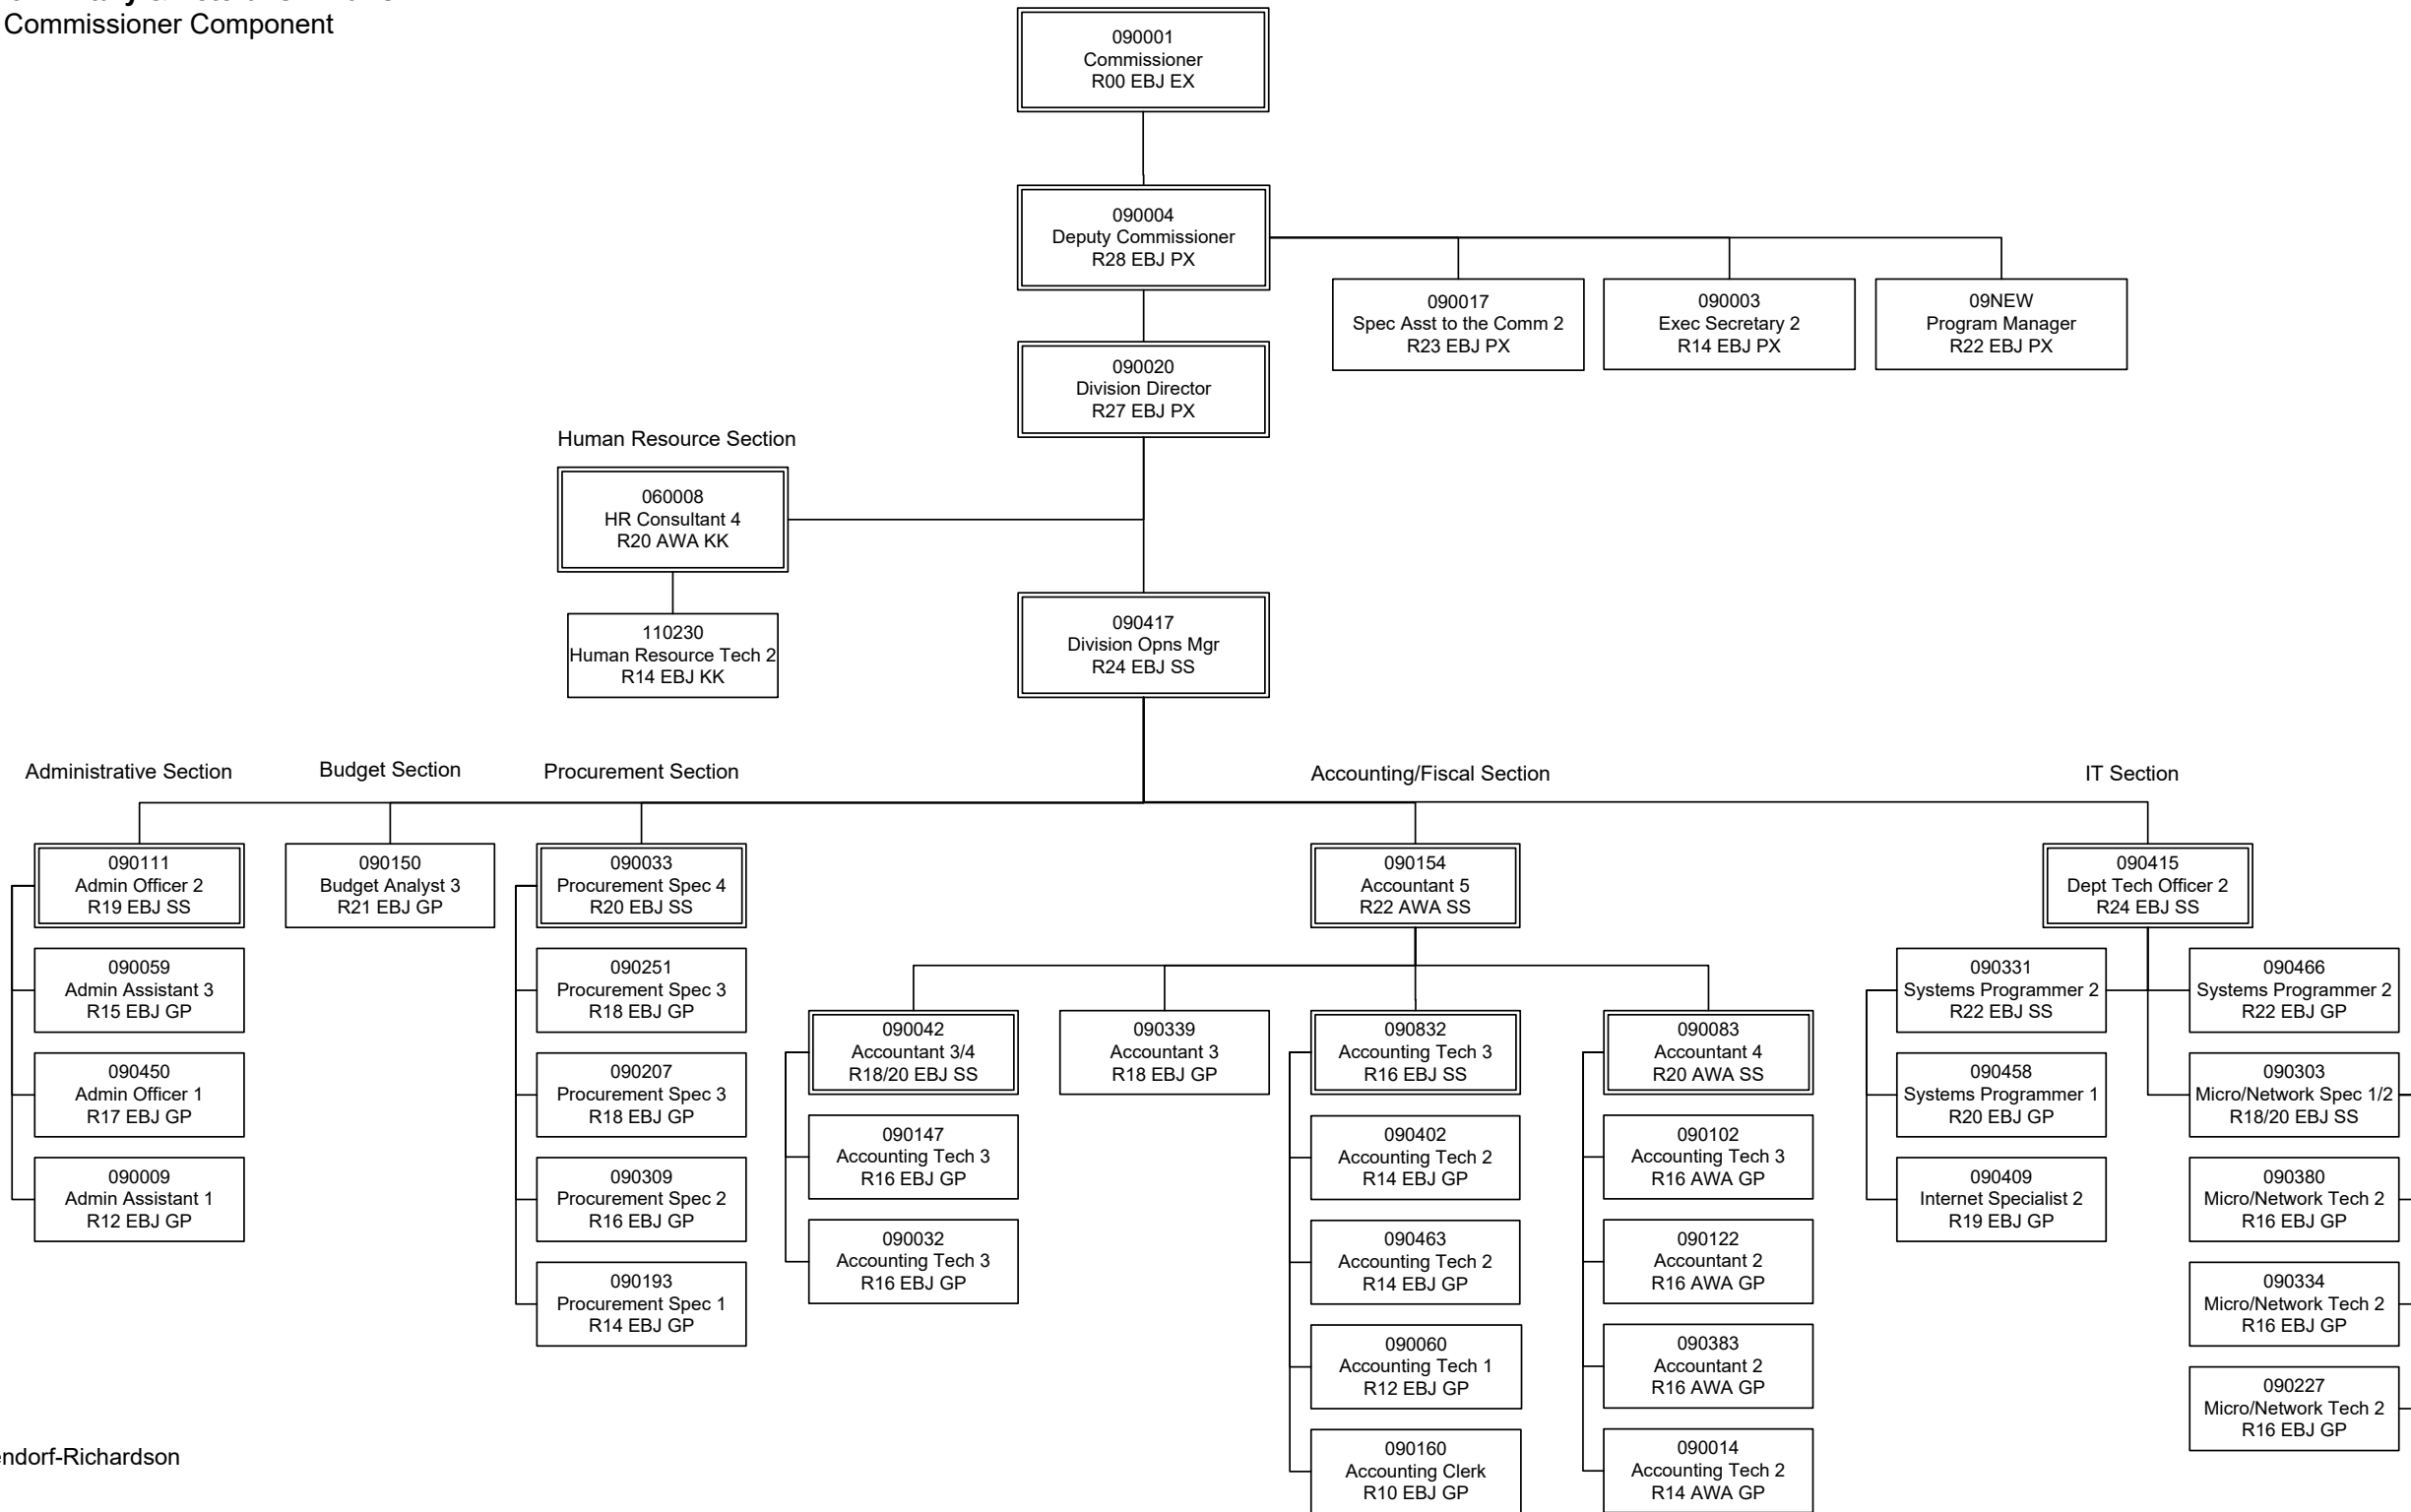 Commissioner Component
090001
Commissioner
R00 EBJ EX
090004
Deputy Commissioner
R28 EBJ PX
090017
Spec Asst to the Comm 2
R23 EBJ PX
090003
Exec Secretary 2
R14 EBJ PX
09NEW
Program Manager
R22 EBJ PX
090020
Division Director
R27 EBJ PX
Human Resource Section
060008
HR Consultant 4
R20 AWA KK
110230
Human Resource Tech 2
R14 EBJ KK
090417
Division Opns Mgr
R24 EBJ SS
Administrative Section
090111
Admin Officer 2
R19 EBJ SS
090059
Admin Assistant 3
R15 EBJ GP
090450
Admin Officer 1
R17 EBJ GP
090009
Admin Assistant 1
R12 EBJ GP
Budget Section
090150
Budget Analyst 3
R21 EBJ GP
Procurement Section
090033
Procurement Spec 4
R20 EBJ SS
090251
Procurement Spec 3
R18 EBJ GP
090207
Procurement Spec 3
R18 EBJ GP
090309
Procurement Spec 2
R16 EBJ GP
090193
Procurement Spec 1
R14 EBJ GP
Accounting/Fiscal Section
090154
Accountant 5
R22 AWA SS
090042
Accountant 3/4
R18/20 EBJ SS
090147
Accounting Tech 3
R16 EBJ GP
090032
Accounting Tech 3
R16 EBJ GP
090339
Accountant 3
R18 EBJ GP
090832
Accounting Tech 3
R16 EBJ SS
090402
Accounting Tech 2
R14 EBJ GP
090463
Accounting Tech 2
R14 EBJ GP
090060
Accounting Tech 1
R12 EBJ GP
090160
Accounting Clerk
R10 EBJ GP
090083
Accountant 4
R20 AWA SS
090102
Accounting Tech 3
R16 AWA GP
090122
Accountant 2
R16 AWA GP
090383
Accountant 2
R16 AWA GP
090014
Accounting Tech 2
R14 AWA GP
IT Section
090415
Dept Tech Officer 2
R24 EBJ SS
090331
Systems Programmer 2
R22 EBJ SS
090458
Systems Programmer 1
R20 EBJ GP
090409
Internet Specialist 2
R19 EBJ GP
090466
Systems Programmer 2
R22 EBJ GP
090303
Micro/Network Spec 1/2
R18/20 EBJ SS
090380
Micro/Network Tech 2
R16 EBJ GP
090334
Micro/Network Tech 2
R16 EBJ GP
090227
Micro/Network Tech 2
R16 EBJ GP
ndorf-Richardson